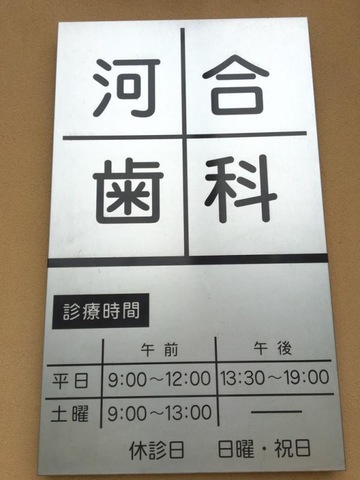 河合
歯科
診療時間
午前 午後
平日 9:00～12:00 13:30～19:00
土曜 9:00～13:00 ――
休診日 日曜・祝日